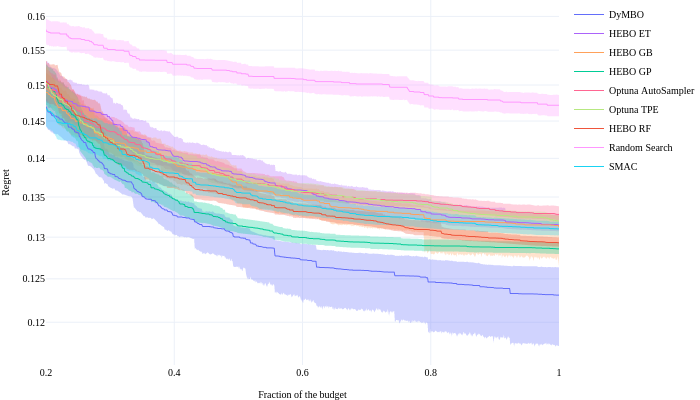 0.16
0.155
0.15
0.145
0.14
0.135
0.13
0.125
0.12
Regret
0.2
0.4
0.6
0.8
1
Fraction of the budget
DyMBO
HEBO ET
HEBO GB
HEBO GP
Optuna AutoSampler
Optuna TPE
HEBO RF
Random Search
SMAC